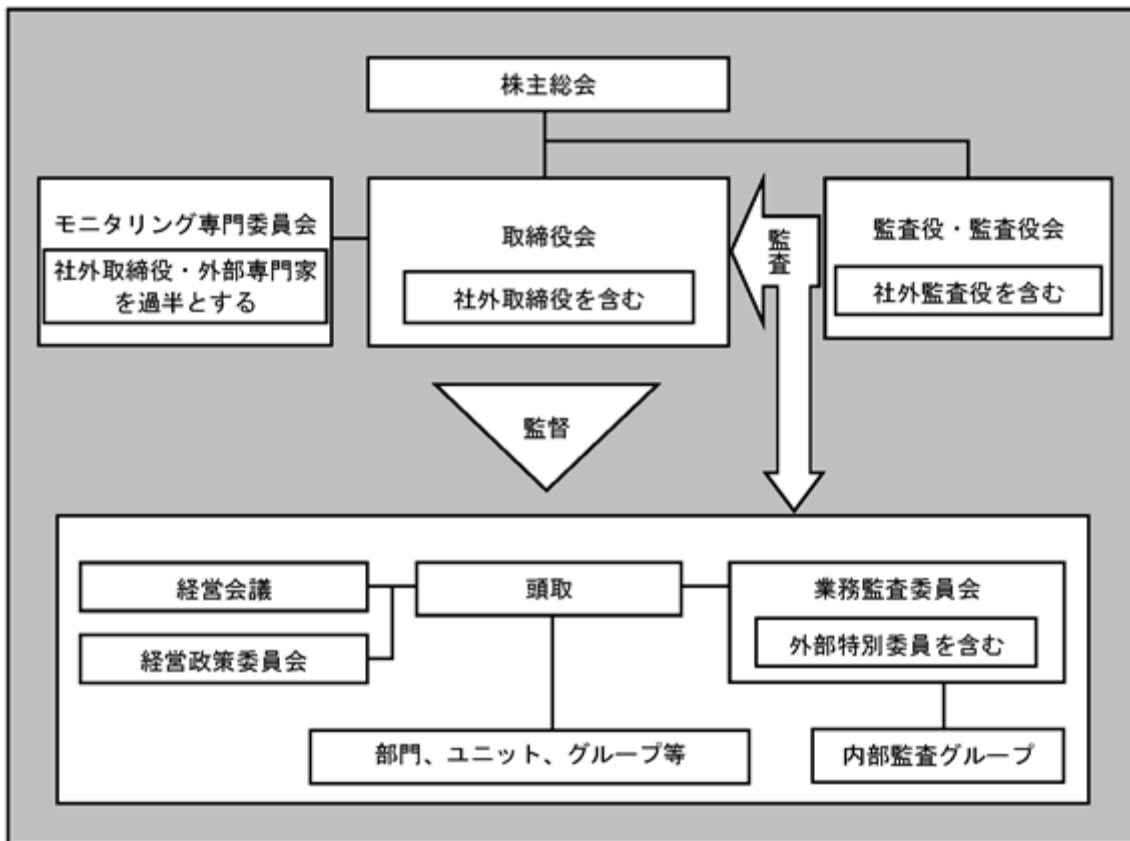 株主総会
モニタリング専門委員会
社外取締役・外部専門家
を過半とする
取締役会
社外取締役を含む
監査
監査役・監査役会
社外監査役を含む
監督
経営会議
頭取
業務監査委員会
外部特別委員を含む
経営政策委員会
部門、ユニット、グループ等
内部監査グループ